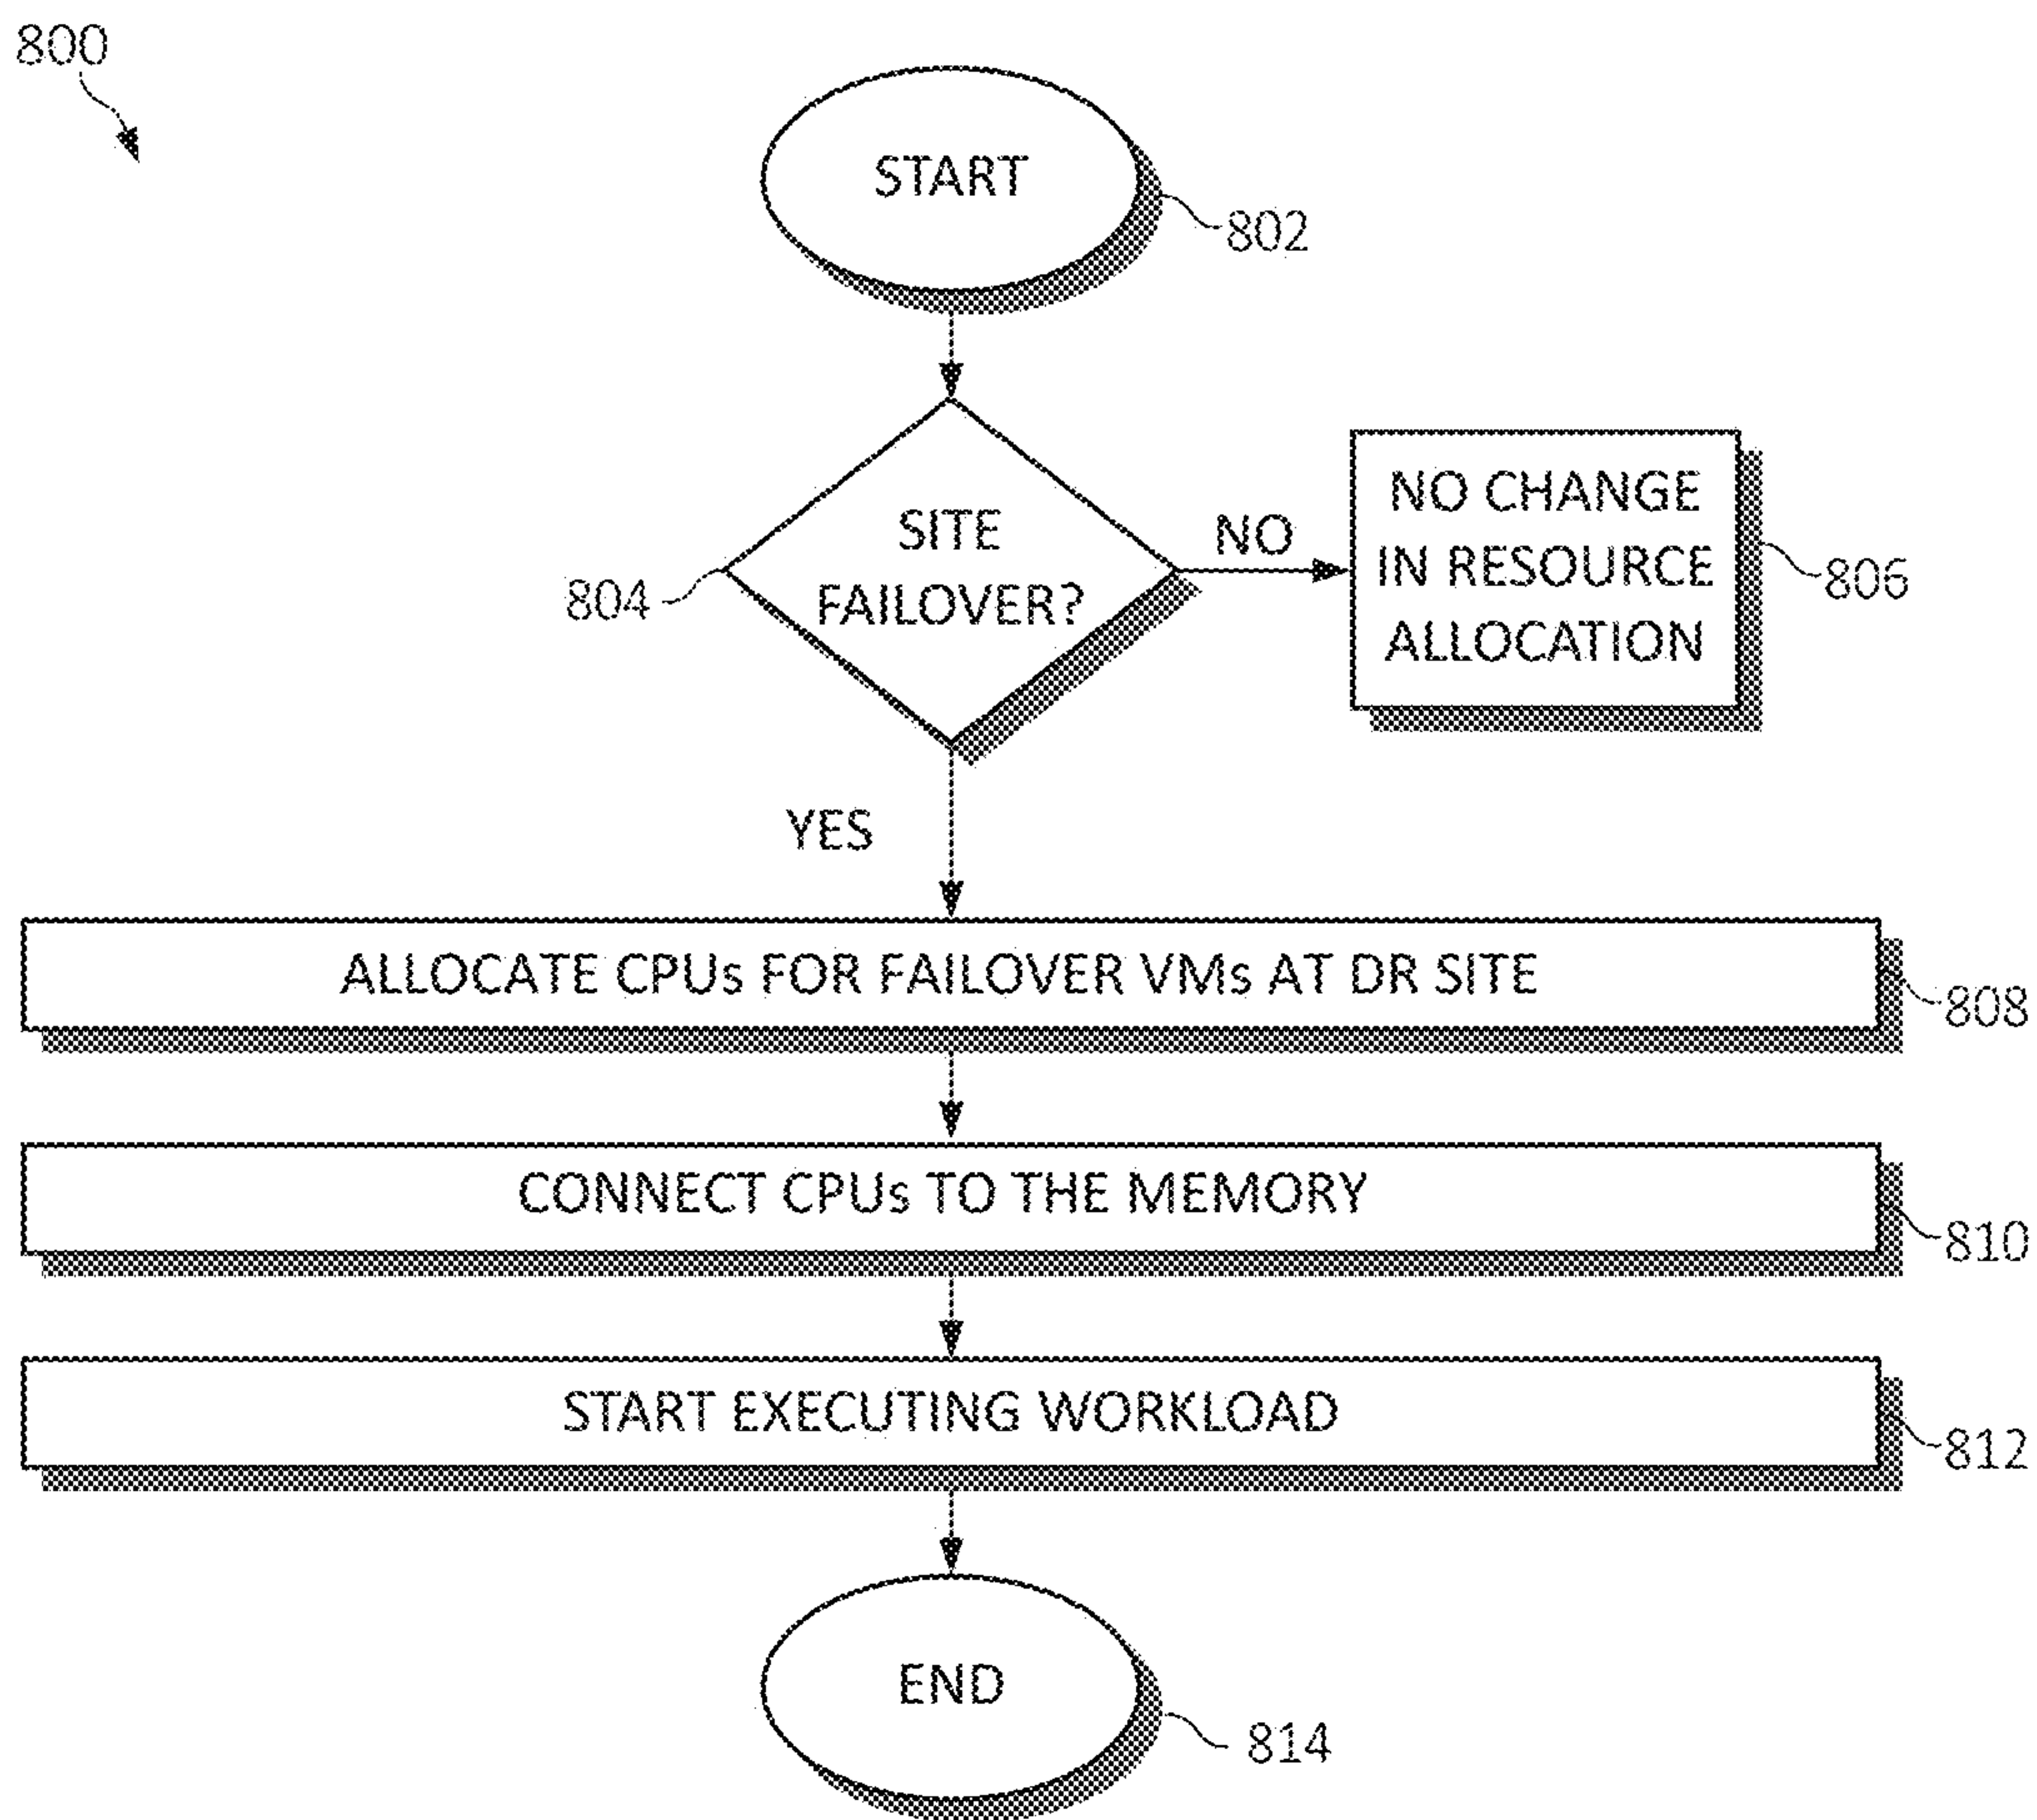 800
START
802
SITE
FAILOVER?
804
NO
NO CHANGE
IN RESOURCE
ALLOCATION
806
YES
ALLOCATE CPUs FOR FAILOVER VMs AT DR SITE
808
CONNECT CPUs TO THE MEMORY
810
START EXECUTING WORKLOAD
812
END
814